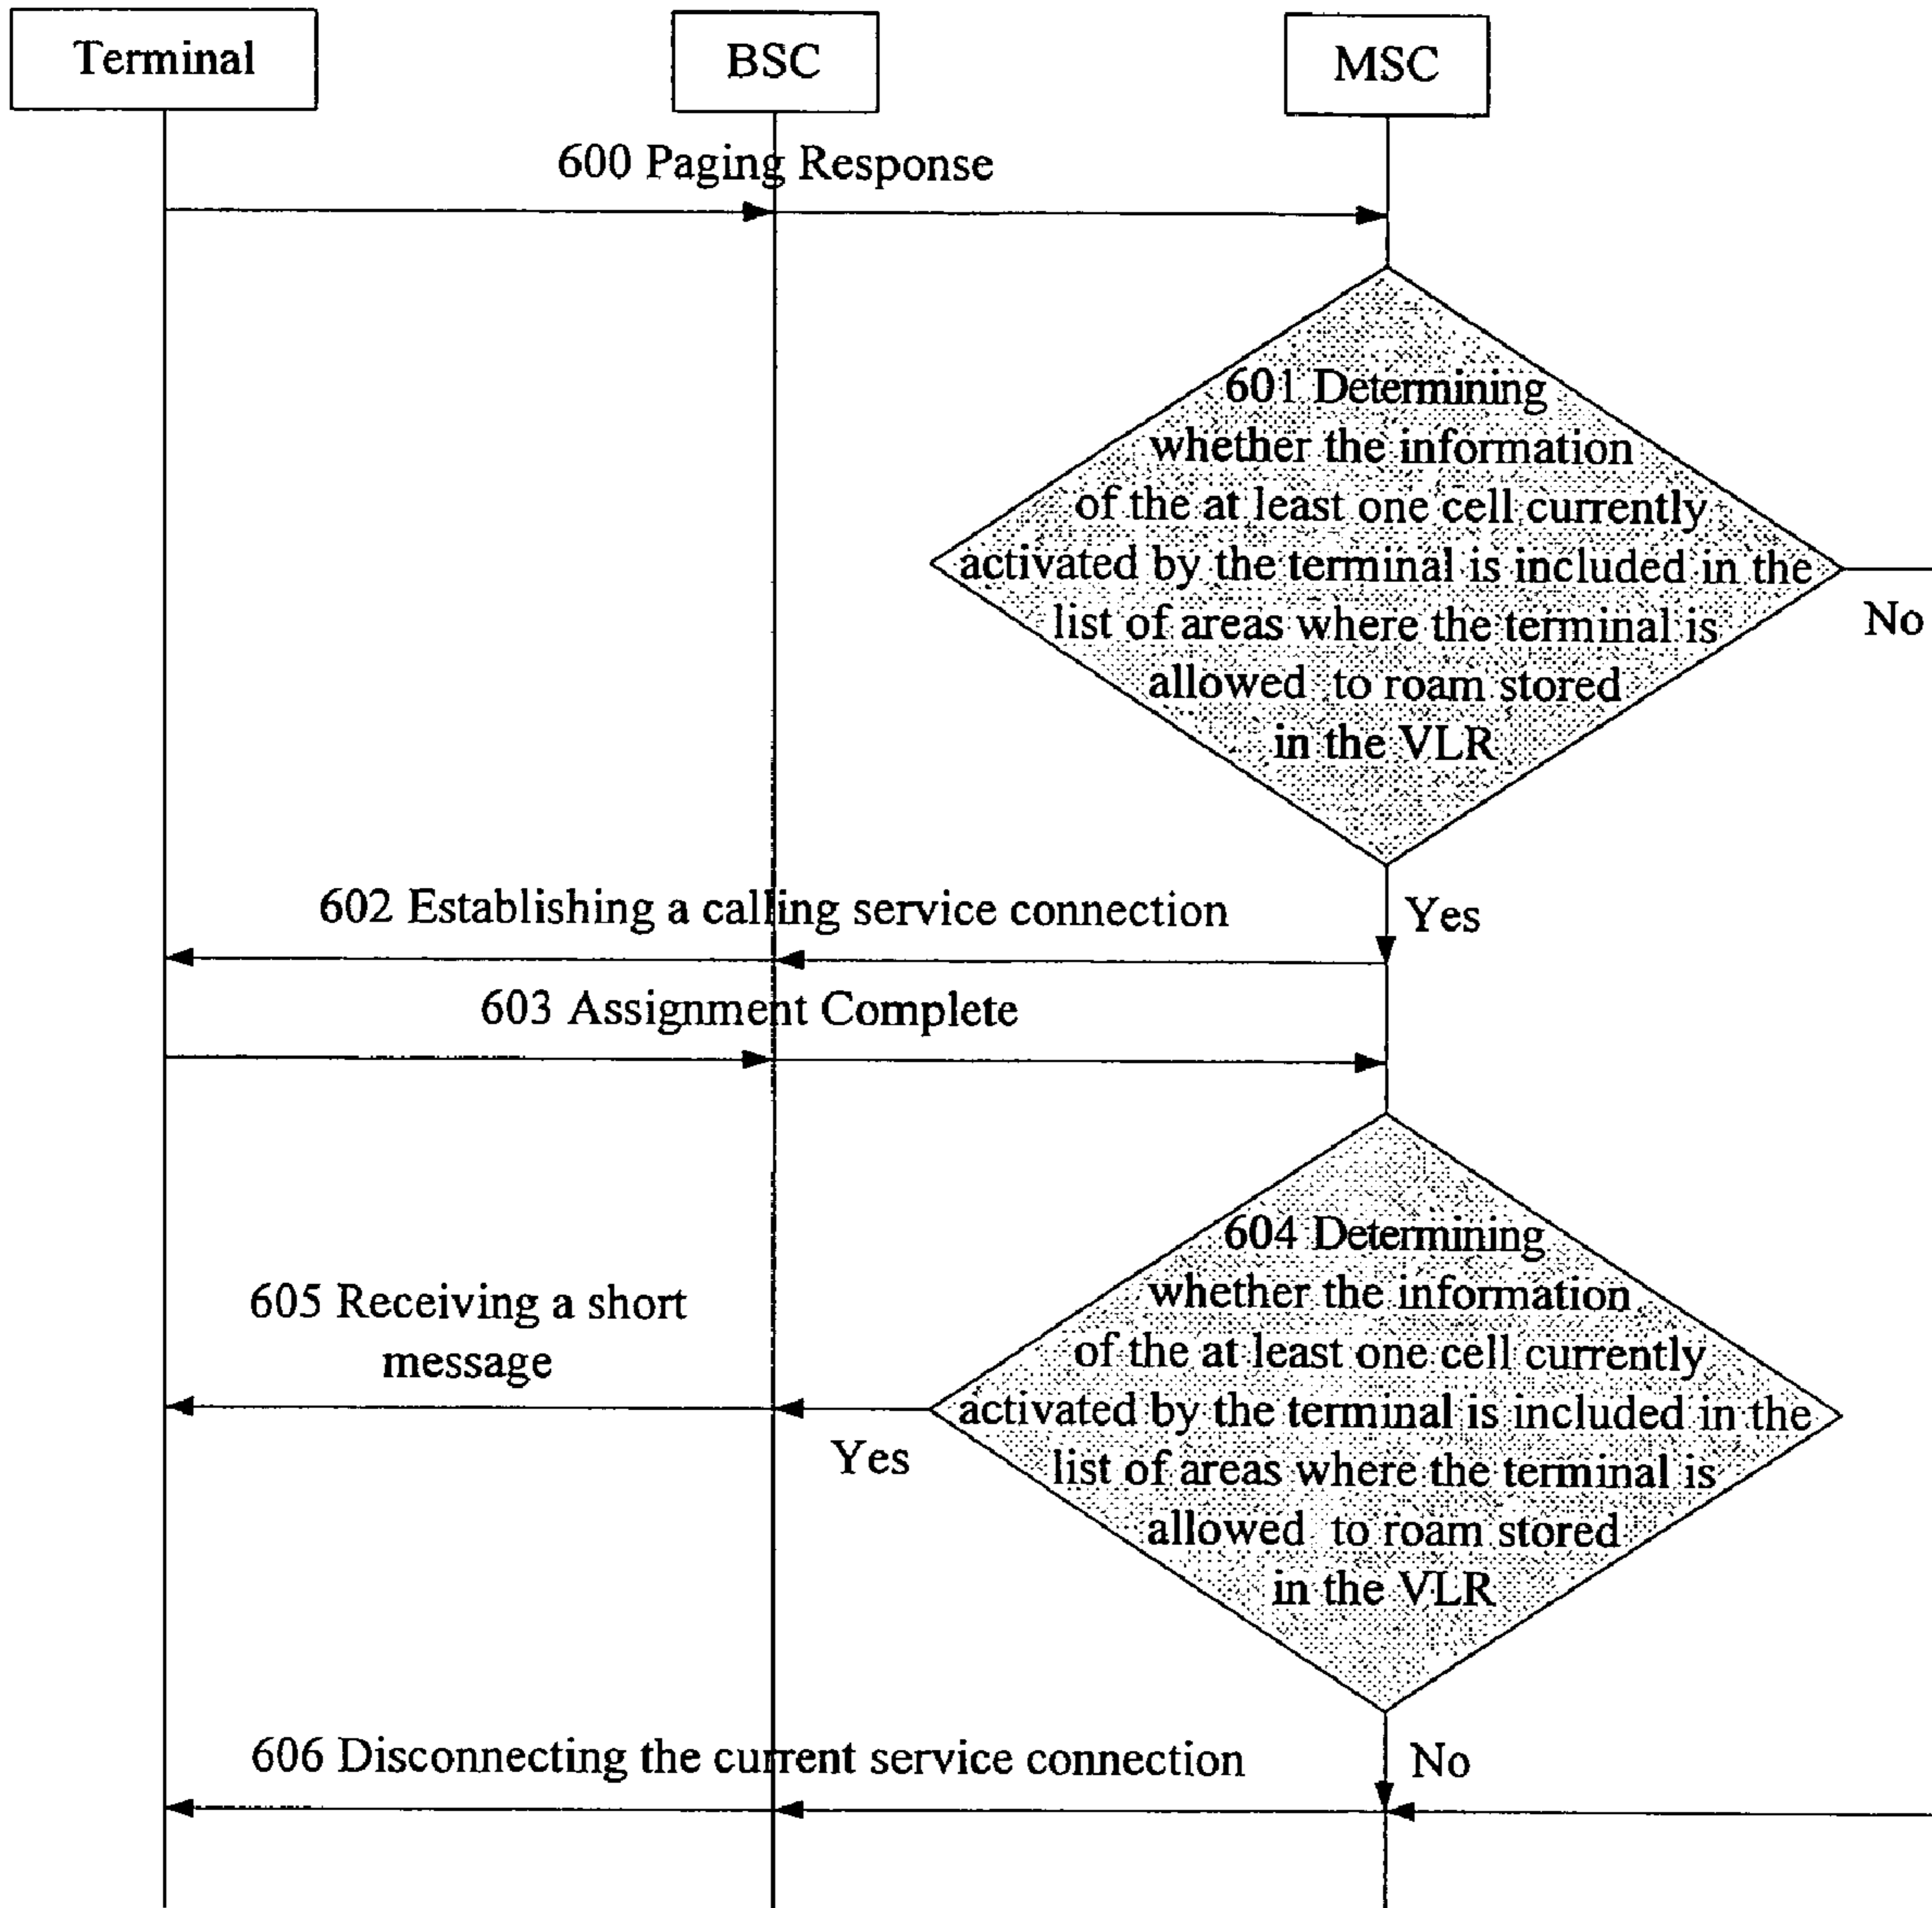 Terminal
BSC
MSC
600 Paging Response
601 Determining
whether the information
of the at least one cell currently
activated by the terminal is included in the
list of areas where the terminal is
allowed to roam stored
in the VLR
No
Yes
602 Establishing a calling service connection
603 Assignment Complete
604 Determining
whether the information
of the at least one cell currently
activated by the terminal is included in the
list of areas where the terminal is
allowed to roam stored
in the VLR
605 Receiving a short
message
Yes
No
606 Disconnecting the current service connection